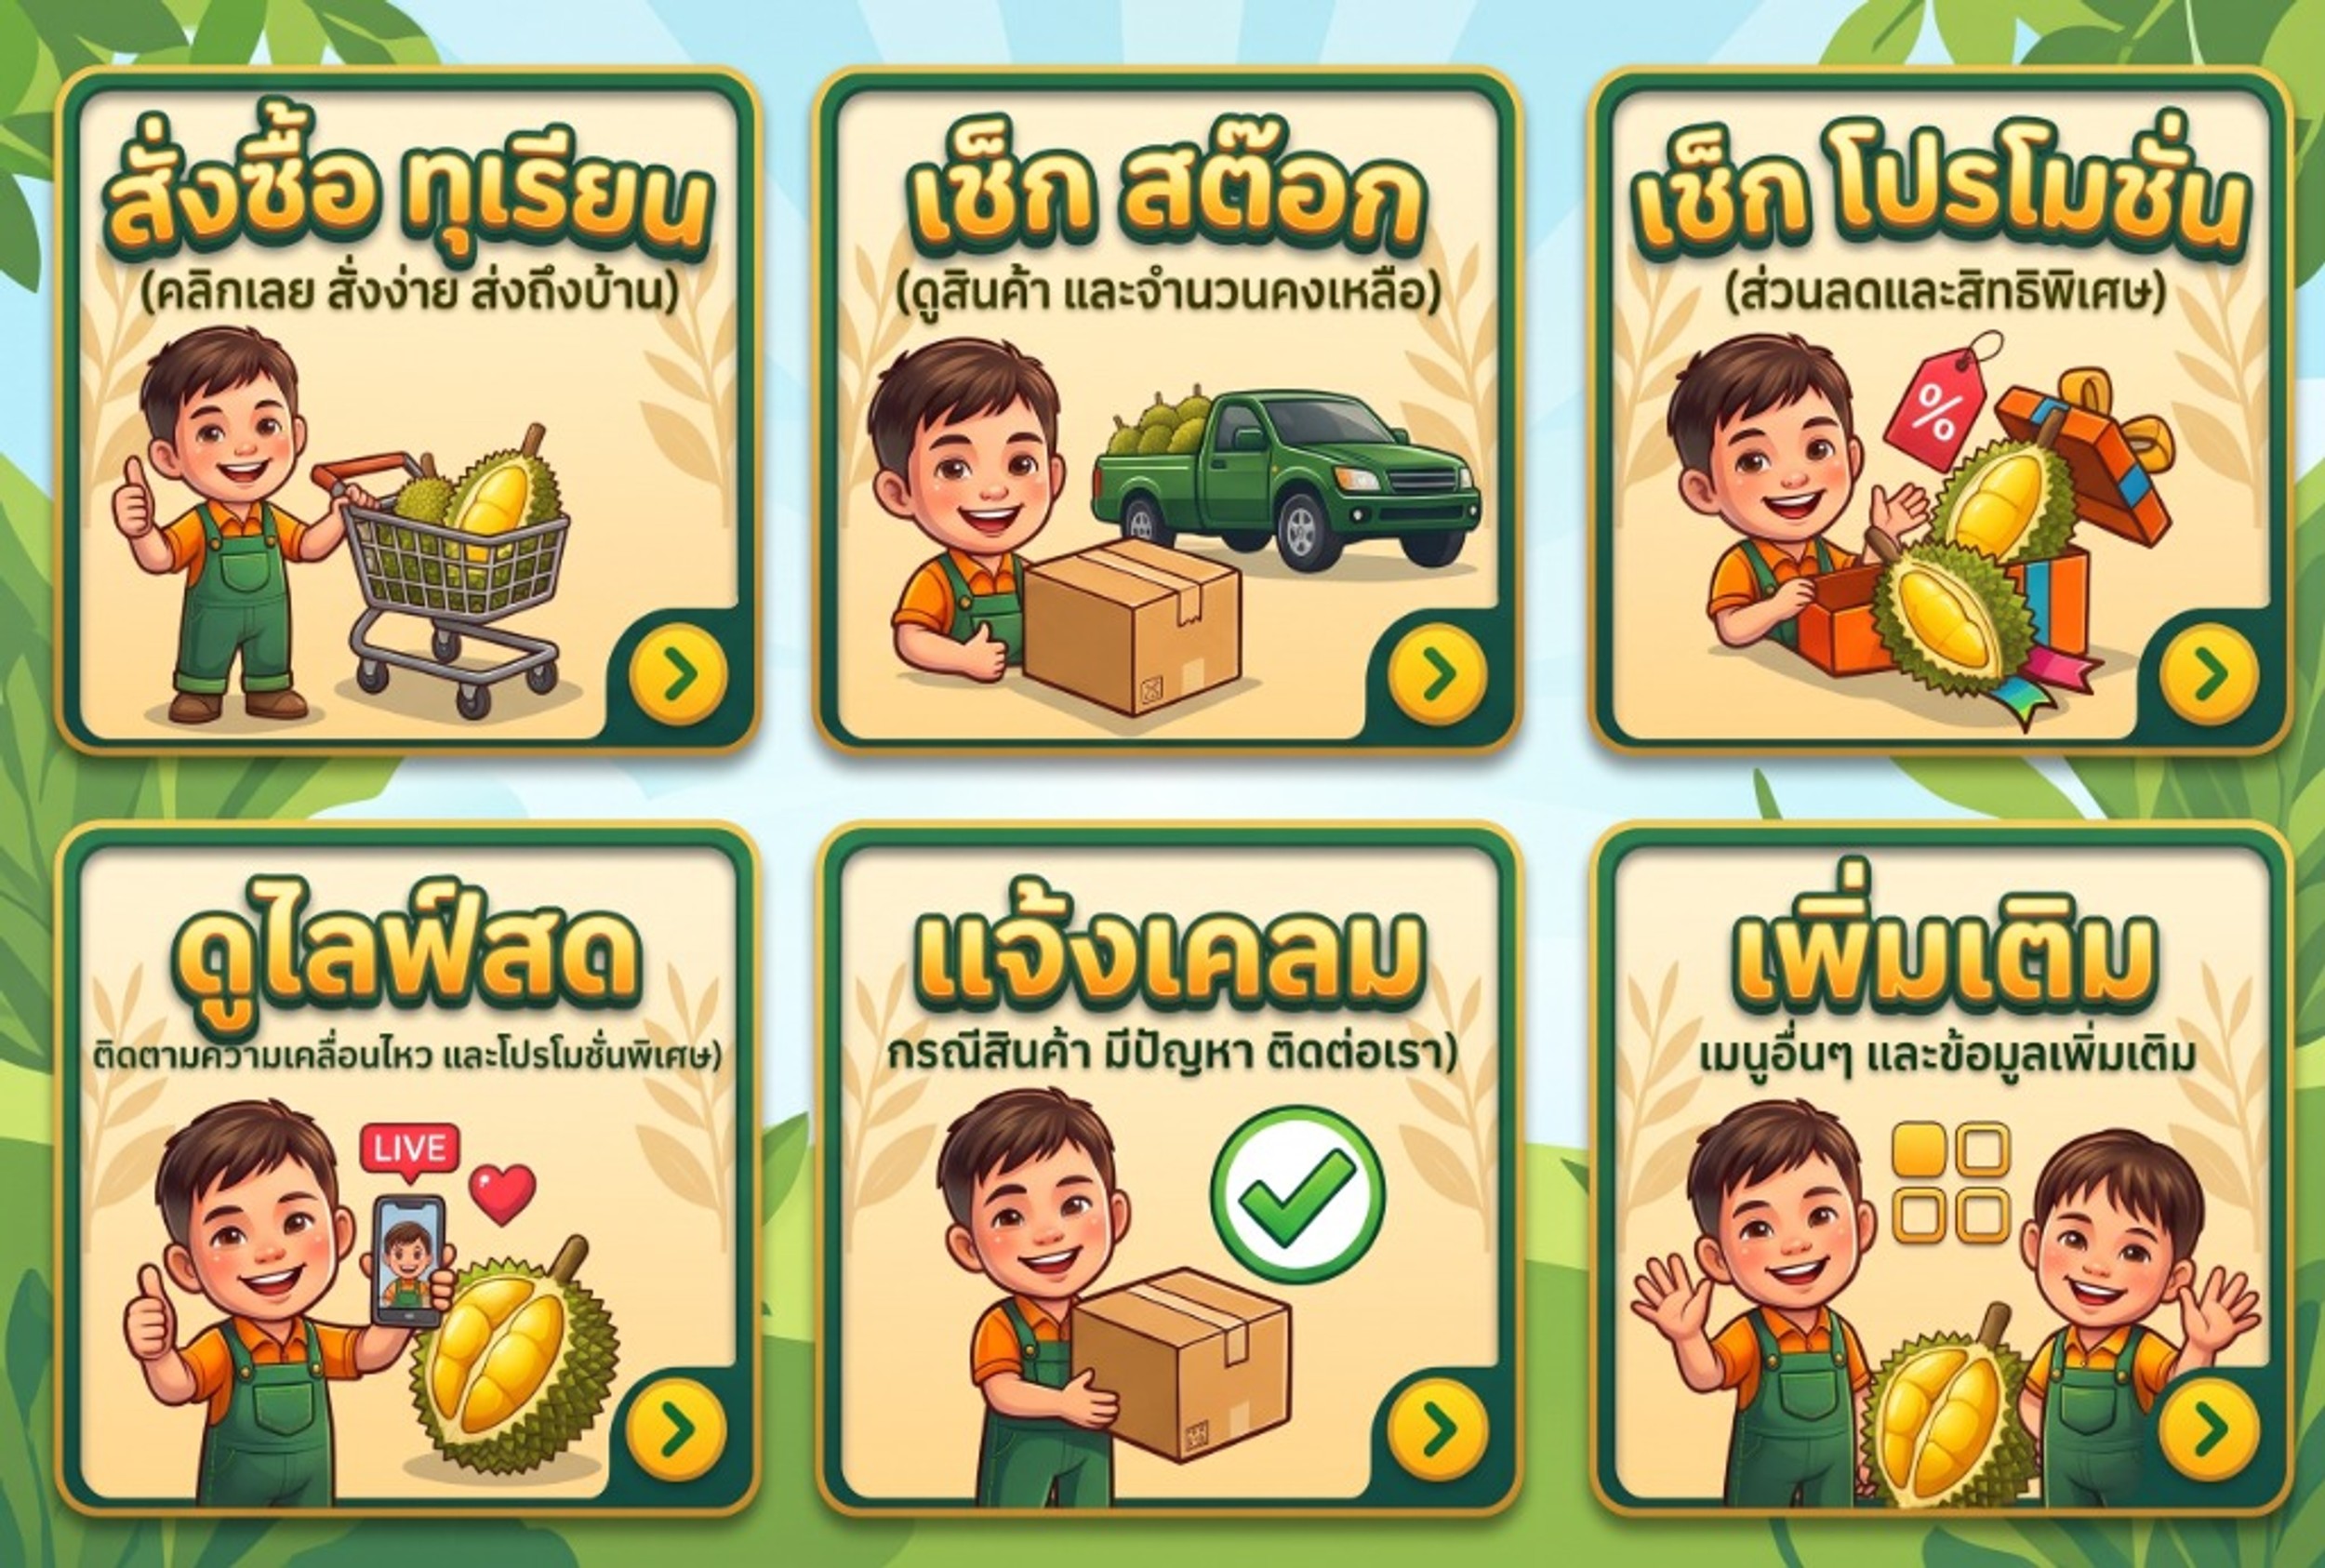 สั่งซื้อ ทุเรียน
(คลิกเลย สั่งง่าย ส่งถึงบ้าน)
เช็ก สต๊อก
(ดูสินค้า และจำนวนคงเหลือ)
เช็ก โปรโมชั่น
(ส่วนลดและสิทธิพิเศษ)
%
ดูไลฟ์สด
ติดตามความเคลื่อนไหว และโปรโมชั่นพิเศษ)
LIVE
แจ้งเคลม
กรณีสินค้า มีปัญหา ติดต่อเรา)
เพิ่มเติม
เมนูอื่นๆ และข้อมูลเพิ่มเติม